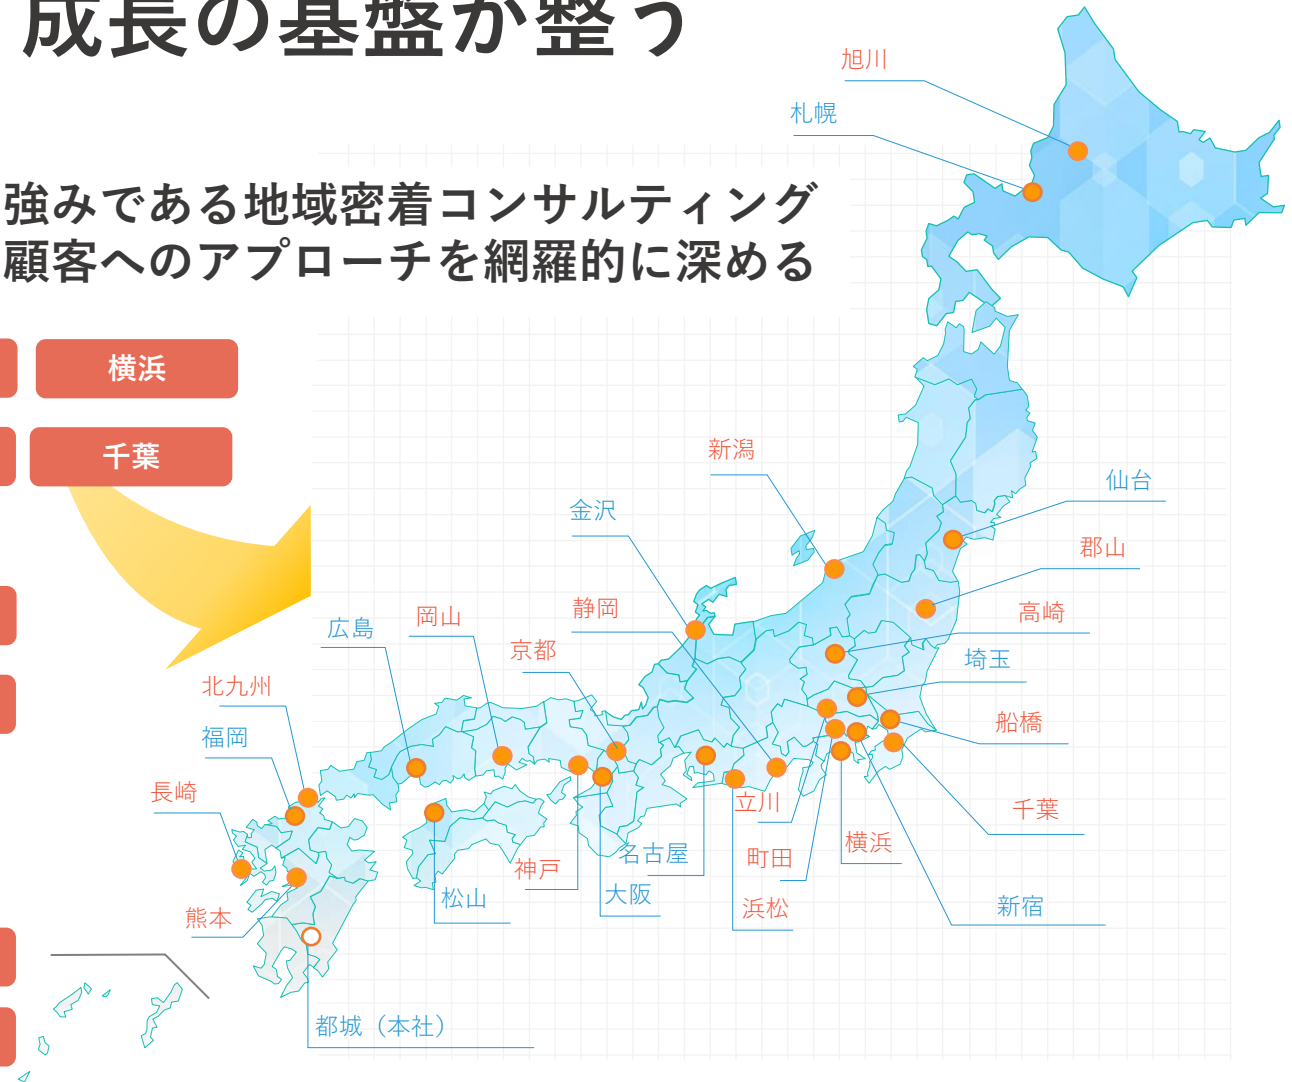 成長の基盤が整う
強みである地域密着コンサルティング
顧客へのアプローチを網羅的に深める
横浜
千葉
旭川
札幌
新潟
仙台
金沢
郡山
静岡
高崎
岡山
広島
京都
埼玉
北九州
船橋
福岡
長崎
立川
千葉
横浜
名古屋
町田
神戸
大阪
松山
浜松
新宿
熊本
都城（本社）